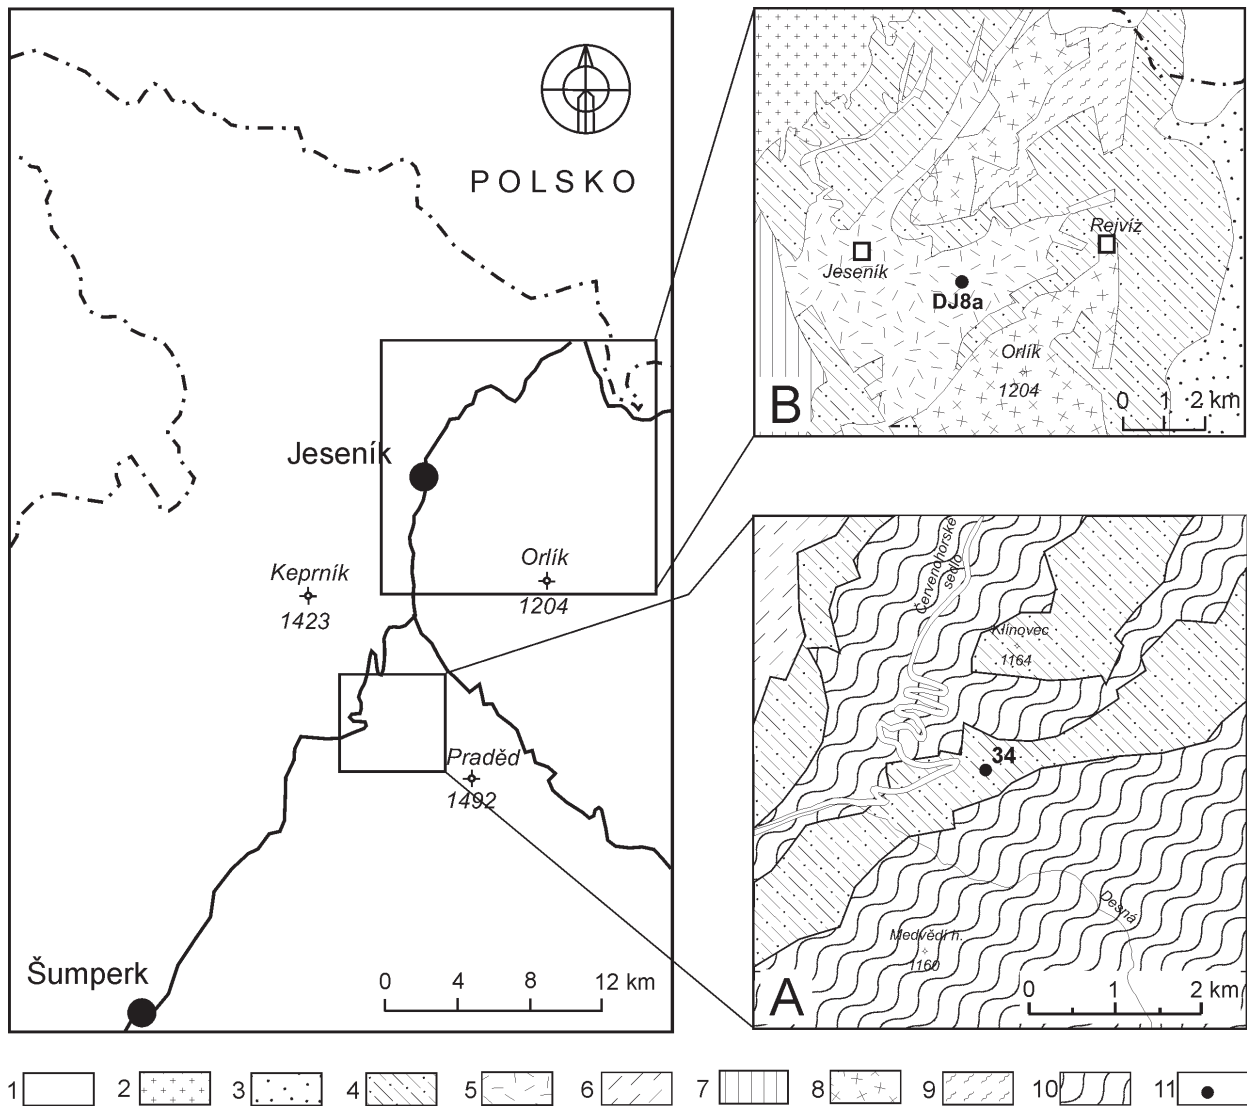 POLSKO
Jeseník
Keprník
1423
Orlík
1204
Praděd
1492
Šumperk
0 4 8 12 km
Rejvíz
Jeseník
DJ8a
Orlík
1204
B
0 1 2 km
Červenohorske
sedlo
Klínovec
1164
34
Desná
Medvědí h.
1160
A
0 1 2 km
1 2 3 4 5 6 7 8 9 10 11